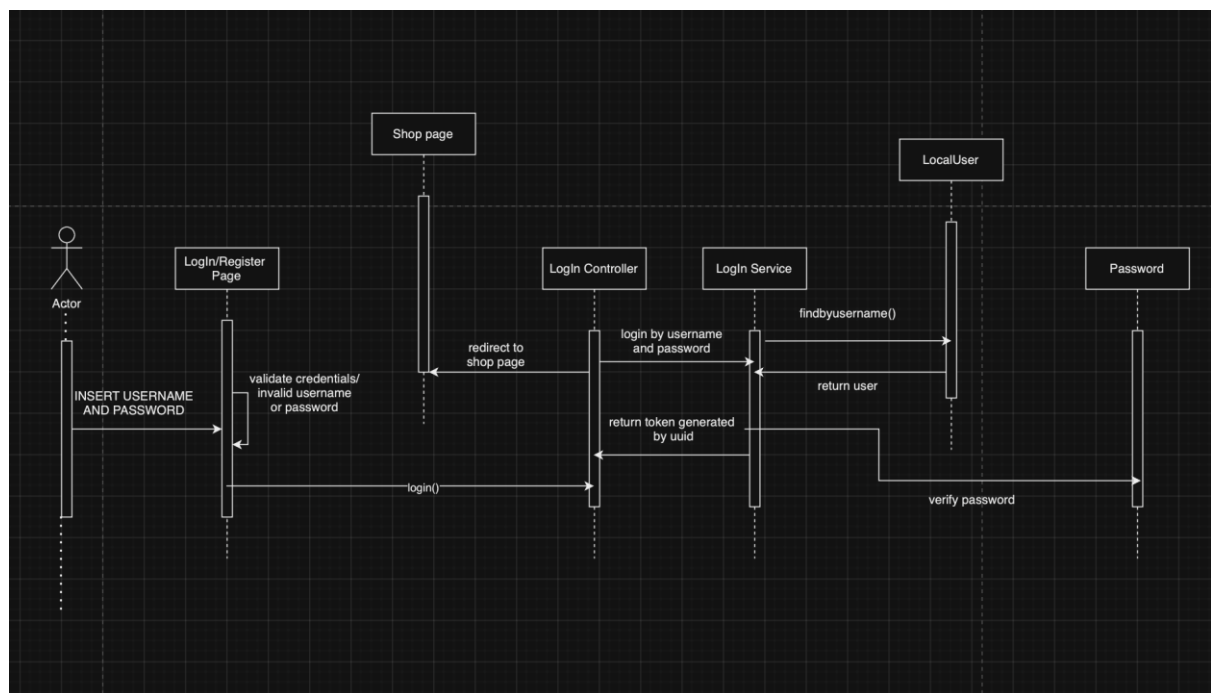 Shop page
LocalUser
Actor
LogIn/Register
Page
LogIn Controller
LogIn Service
Password
findbyusername()
login by username
and password
redirect to
shop page
validate credentials/
invalid username
or password
return user
INSERT USERNAME
AND PASSWORD
return token generated
by uuid
login()
verify password